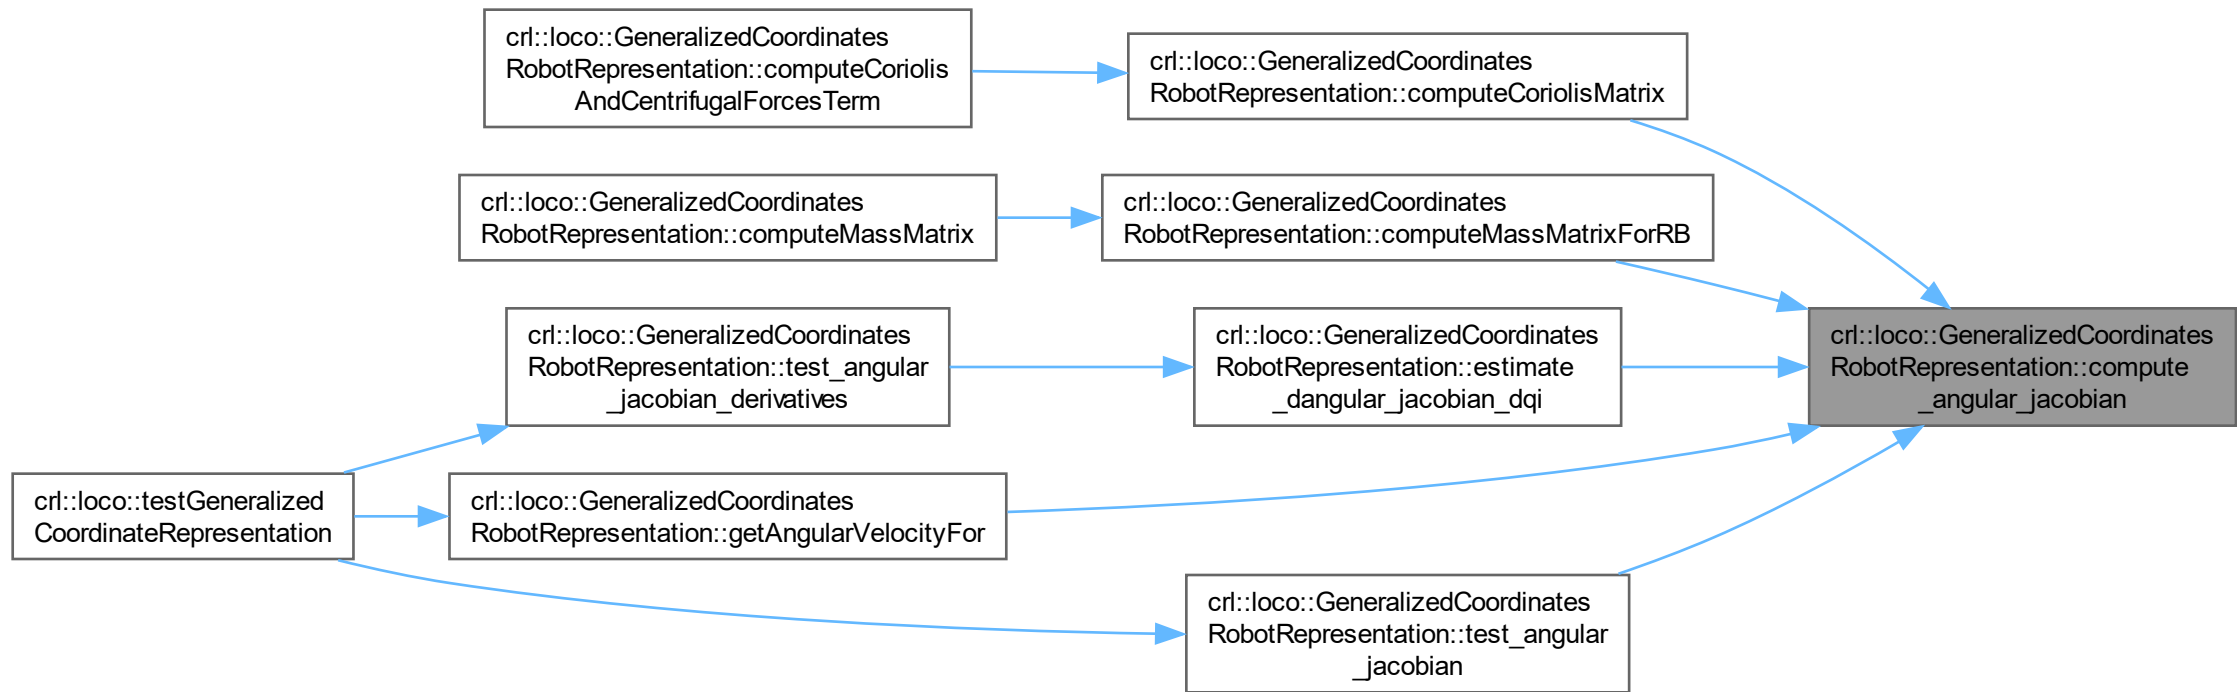 crl::loco::GeneralizedCoordinates
RobotRepresentation::computeCoriolis
AndCentrifugalForcesTerm
crl::loco::GeneralizedCoordinates
RobotRepresentation::computeCoriolisMatrix
crl::loco::GeneralizedCoordinates
RobotRepresentation::computeMassMatrix
crl::loco::GeneralizedCoordinates
RobotRepresentation::computeMassMatrixForRB
crl::loco::GeneralizedCoordinates
RobotRepresentation::test_angular
_jacobian_derivatives
crl::loco::GeneralizedCoordinates
RobotRepresentation::estimate
_dangular_jacobian_dqi
crl::loco::GeneralizedCoordinates
RobotRepresentation::compute
_angular_jacobian
crl::loco::testGeneralized
CoordinateRepresentation
crl::loco::GeneralizedCoordinates
RobotRepresentation::getAngularVelocityFor
crl::loco::GeneralizedCoordinates
RobotRepresentation::test_angular
_jacobian